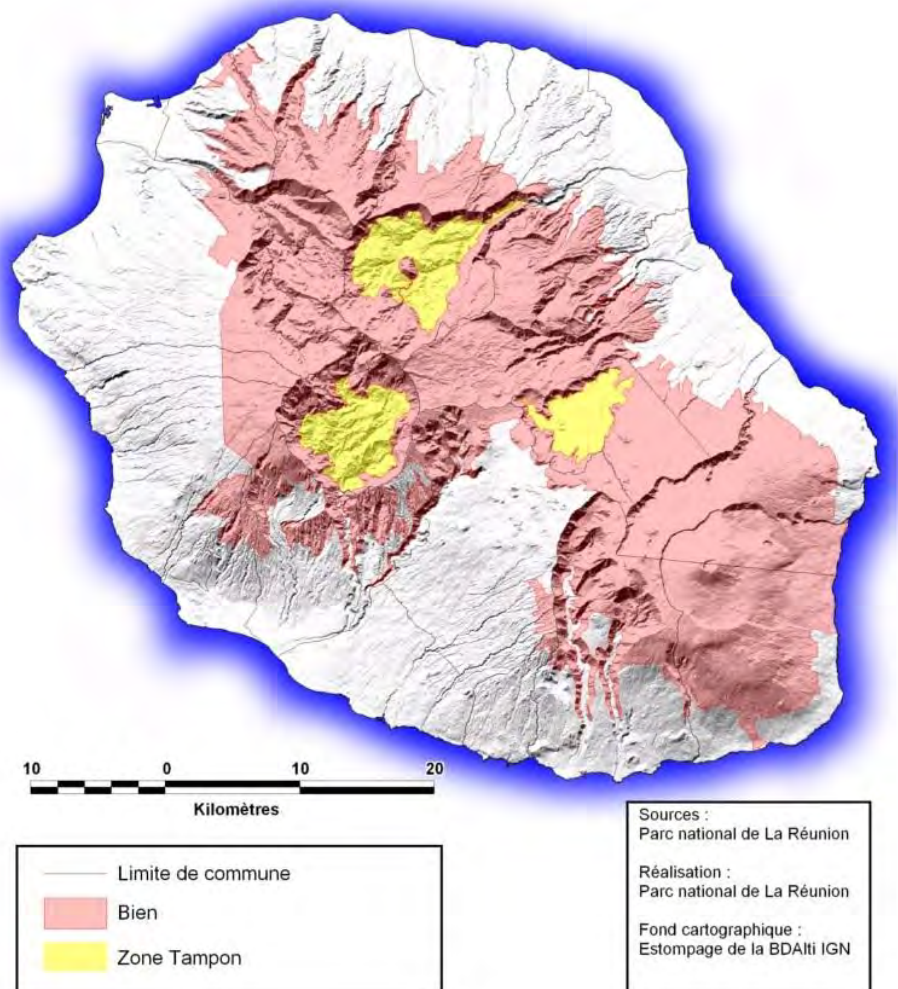 10 0 10 20
Kilomètres
Limite de commune
Bien
Zone Tampon
Sources :
Parc national de La Réunion
Réalisation :
Parc national de La Réunion
Fond cartographique :
Estompage de la BDAlti IGN